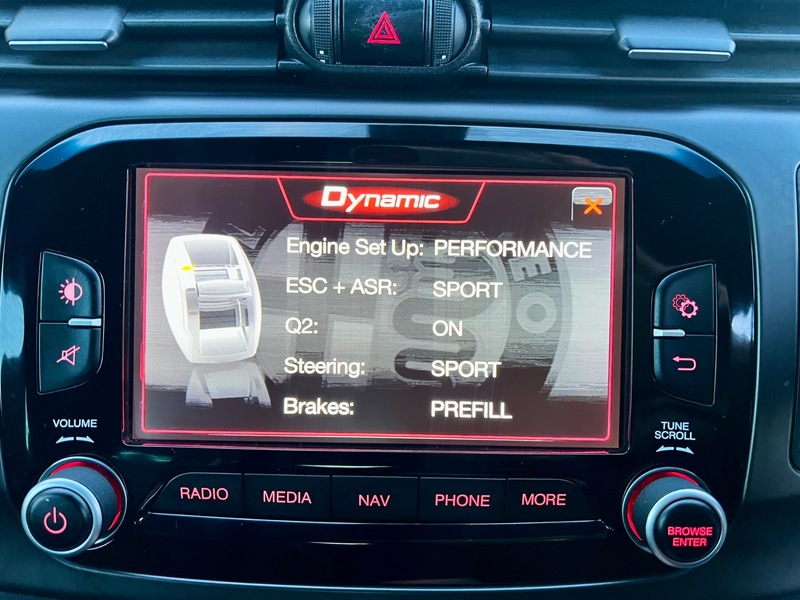 Dynamic
Engine Set Up: PERFORMANCE
ESC + ASR: SPORT
Q2: ON
Steering: SPORT
Brakes: PREFILL
VOLUME
TUNE
SCROLL
RADIO MEDIA NAV PHONE MORE
BROWSE
ENTER